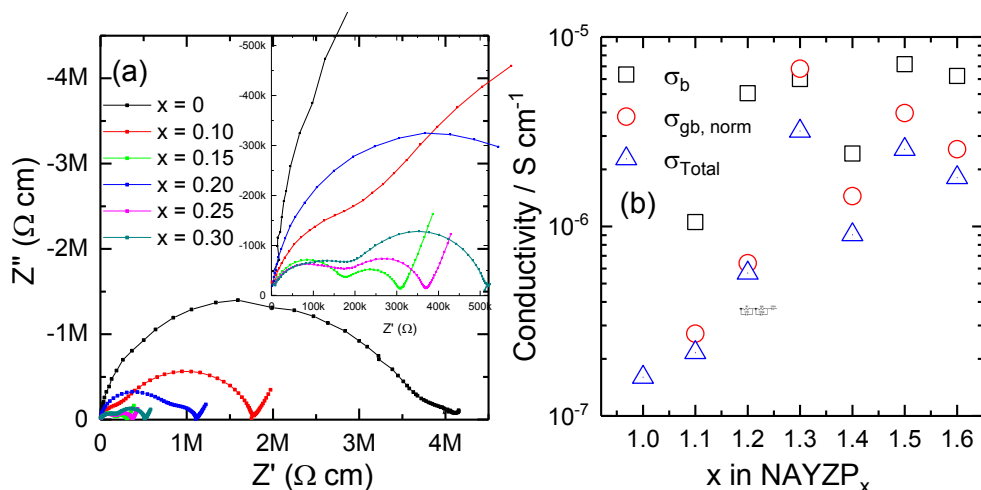 (a)
x = 0
x = 0.10
x = 0.15
x = 0.20
x = 0.25
x = 0.30
-4M
-3M
-2M
-1M
0
0 1M 2M 3M 4M
Z'' (Ω cm)
Z' (Ω cm)
-500k
-400k
-300k
-200k
-100k
0
0 100k 200k 300k 400k 500k
Z' (Ω)
(b)
σb
σgb, norm
σTotal
10⁻⁵
10⁻⁶
10⁻⁷
Conductivity / S cm⁻¹
1.0 1.1 1.2 1.3 1.4 1.5 1.6
x in NAYZPx